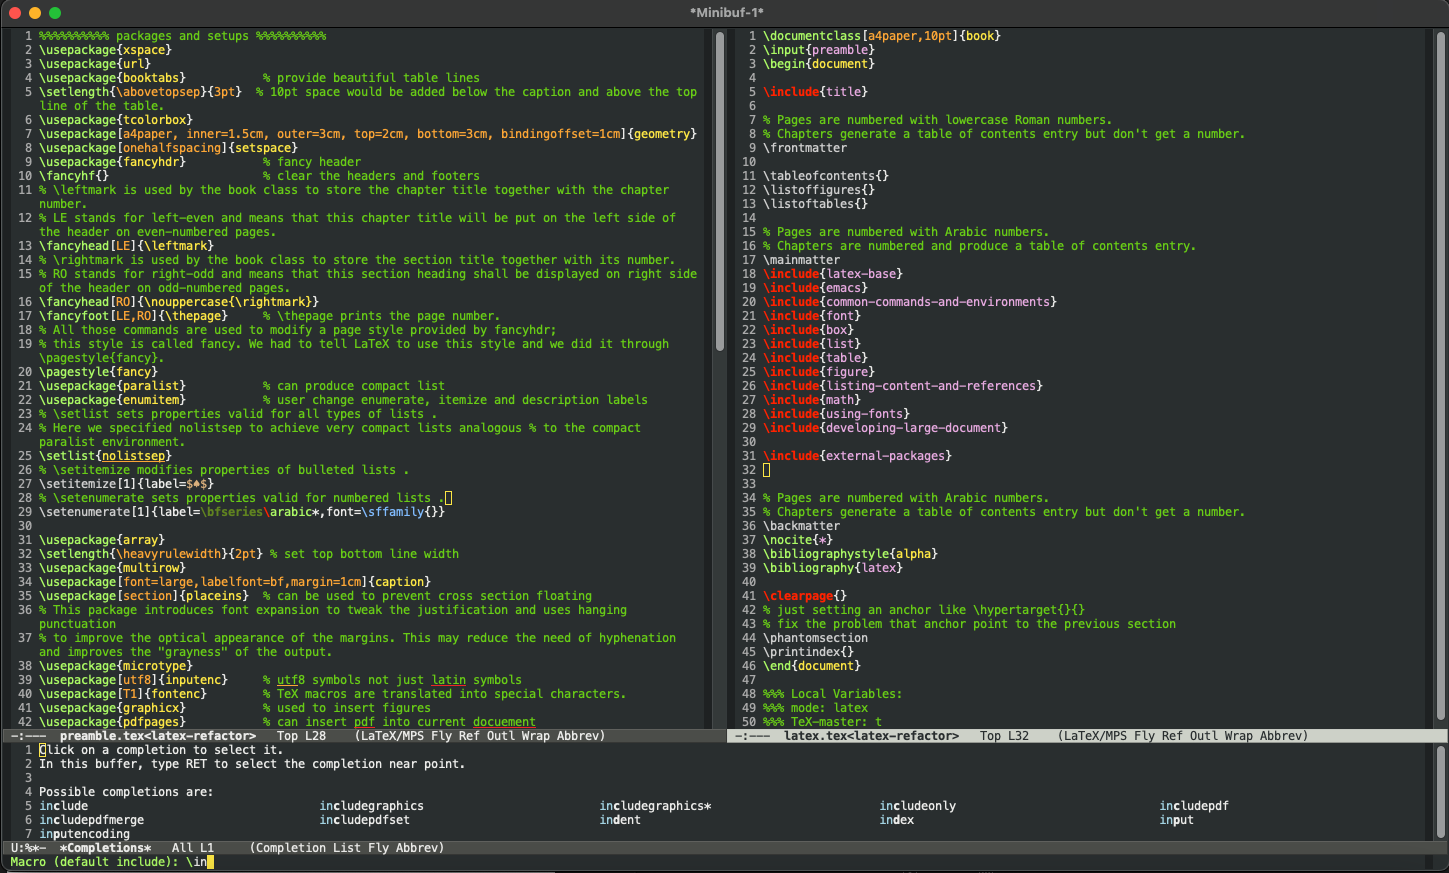 *Minibuf-1*
1 %%%%%%%%%% packages and setups %%%%%%%%%%
2 \usepackage{xspace}
3 \usepackage{url}
4 \usepackage{booktabs} % provide beautiful table lines
5 \setlength{\abovetopsep}{3pt} % 10pt space would be added below the caption and above the top
line of the table.
6 \usepackage{tcolorbox}
7 \usepackage[a4paper, inner=1.5cm, outer=3cm, top=2cm, bottom=3cm, bindingoffset=1cm]{geometry}
8 \usepackage[onehalfspacing]{setspace}
9 \usepackage{fancyhdr} % fancy header
10 \fancyhf{} % clear the headers and footers
11 % \leftmark is used by the book class to store the chapter title together with the chapter
number.
12 % LE stands for left-even and means that this chapter title will be put on the left side of
the header on even-numbered pages.
13 \fancyhead[LE]{\leftmark}
14 % \rightmark is used by the book class to store the section title together with its number.
15 % RO stands for right-odd and means that this section heading shall be displayed on right side
of the header on odd-numbered pages.
16 \fancyhead[RO]{\nouppercase{\rightmark}}
17 \fancyfoot[LE,RO]{\thepage} % \thepage prints the page number.
18 % All those commands are used to modify a page style provided by fancyhdr;
19 % this style is called fancy. We had to tell LaTeX to use this style and we did it through
\pagestyle{fancy}.
20 \pagestyle{fancy}
21 \usepackage{paralist} % can produce compact list
22 \usepackage{enumitem} % user change enumerate, itemize and description labels
23 % \setlist sets properties valid for all types of lists .
24 % Here we specified nolistsep to achieve very compact lists analogous % to the compact
paralist environment.
25 \setlist{nolistsep}
26 % \setitemize modifies properties of bulleted lists .
27 \setitemize[1]{label=$♠$}
28 % \setenumerate sets properties valid for numbered lists .
29 \setenumerate[1]{label=\bfseries\arabic*,font=\sffamily{}}
30
31 \usepackage{array}
32 \setlength{\heavyrulewidth}{2pt} % set top bottom line width
33 \usepackage{multirow}
34 \usepackage[font=large,labelfont=bf,margin=1cm]{caption}
35 \usepackage[section]{placeins} % can be used to prevent cross section floating
36 % This package introduces font expansion to tweak the justification and uses hanging
punctuation
37 % to improve the optical appearance of the margins. This may reduce the need of hyphenation
and improves the "grayness" of the output.
38 \usepackage{microtype}
39 \usepackage[utf8]{inputenc} % utf8 symbols not just latin symbols
40 \usepackage[T1]{fontenc} % TeX macros are translated into special characters.
41 \usepackage{graphicx} % used to insert figures
42 \usepackage{pdfpages} % can insert pdf into current docuement
-:--- preamble.tex<latex-refactor> Top L28 (LaTeX/MPS Fly Ref Outl Wrap Abbrev)
1 \documentclass[a4paper,10pt]{book}
2 \input{preamble}
3 \begin{document}
4
5 \include{title}
6
7 % Pages are numbered with lowercase Roman numbers.
8 % Chapters generate a table of contents entry but don't get a number.
9 \frontmatter
10
11 \tableofcontents{}
12 \listoffigures{}
13 \listoftables{}
14
15 % Pages are numbered with Arabic numbers.
16 % Chapters are numbered and produce a table of contents entry.
17 \mainmatter
18 \include{latex-base}
19 \include{emacs}
20 \include{common-commands-and-environments}
21 \include{font}
22 \include{box}
23 \include{list}
24 \include{table}
25 \include{figure}
26 \include{listing-content-and-references}
27 \include{math}
28 \include{using-fonts}
29 \include{developing-large-document}
30
31 \include{external-packages}
32
33
34 % Pages are numbered with Arabic numbers.
35 % Chapters generate a table of contents entry but don't get a number.
36 \backmatter
37 \nocite{*}
38 \bibliographystyle{alpha}
39 \bibliography{latex}
40
41 \clearpage{}
42 % just setting an anchor like \hypertarget{}{}
43 % fix the problem that anchor point to the previous section
44 \phantomsection
45 \printindex{}
46 \end{document}
47
48 %%% Local Variables:
49 %%% mode: latex
50 %%% TeX-master: t
-:--- latex.tex<latex-refactor> Top L32 (LaTeX/MPS Fly Ref Outl Wrap Abbrev)
1 Click on a completion to select it.
2 In this buffer, type RET to select the completion near point.
3
4 Possible completions are:
5 include includegraphics includegraphics* includeonly includepdf
6 includepdfmerge includepdfset indent index input
7 inputencoding
U:%*- *Completions* All L1 (Completion List Fly Abbrev)
Macro (default include): \in